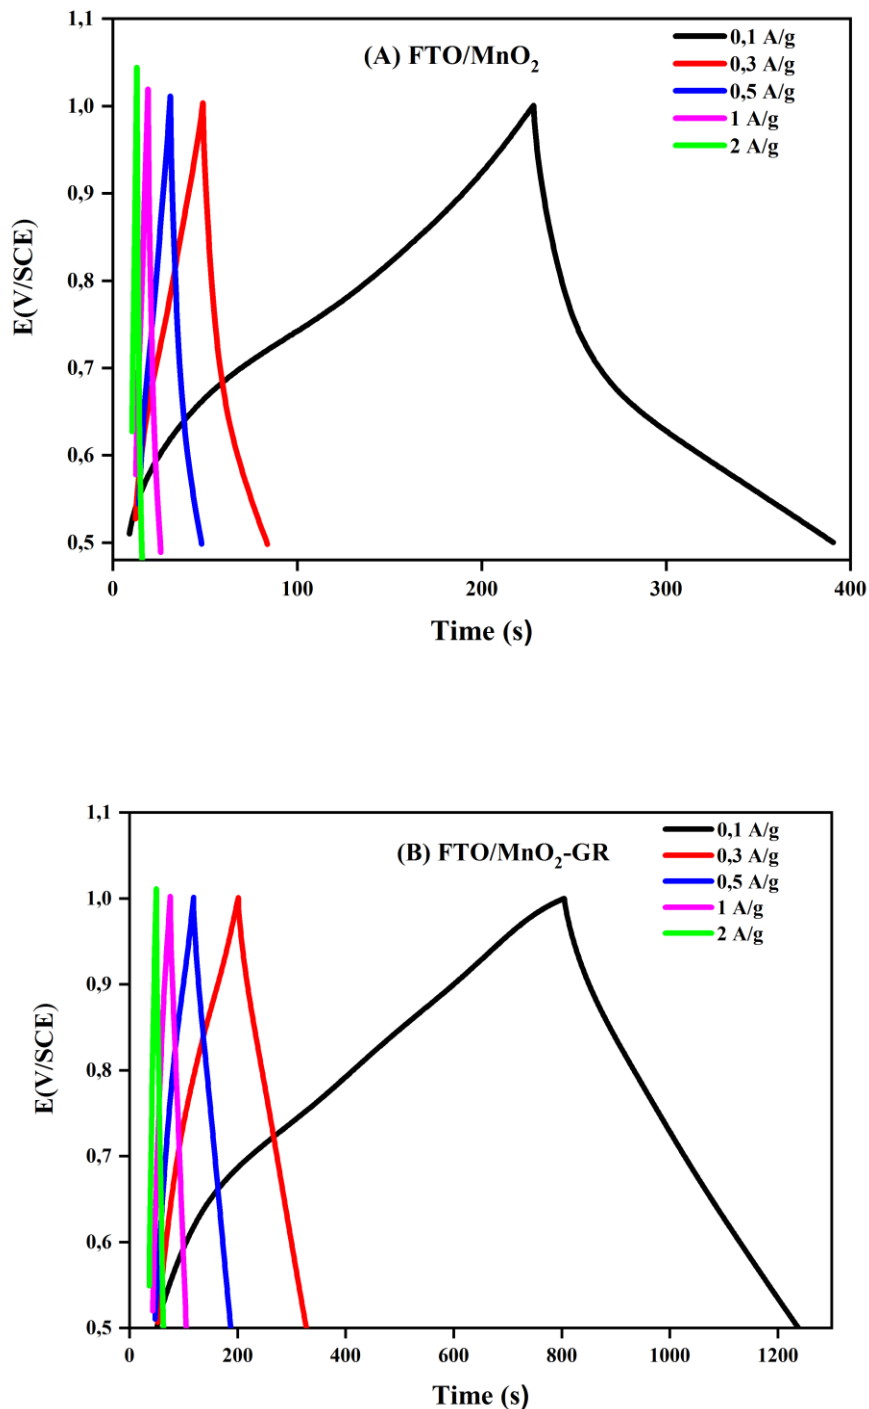 1,1
(A) FTO/MnO₂
0,1 A/g
0,3 A/g
0,5 A/g
1 A/g
2 A/g
1,0
0,9
0,8
0,7
0,6
0,5
E(V/SCE)
0 100 200 300 400
Time (s)
1,1
(B) FTO/MnO₂-GR
0,1 A/g
0,3 A/g
0,5 A/g
1 A/g
2 A/g
1,0
0,9
0,8
0,7
0,6
0,5
E(V/SCE)
0 200 400 600 800 1000 1200
Time (s)